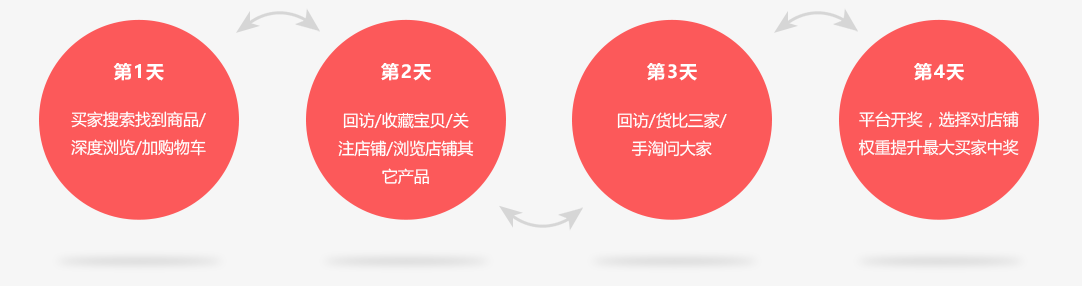 第1天
买家搜索找到商品/
深度浏览/加购物车
第2天
回访/收藏宝贝/关
注店铺/浏览店铺其
它产品
第3天
回访/货比三家/
手淘问大家
第4天
平台开奖，选择对店铺
权重提升最大买家中奖